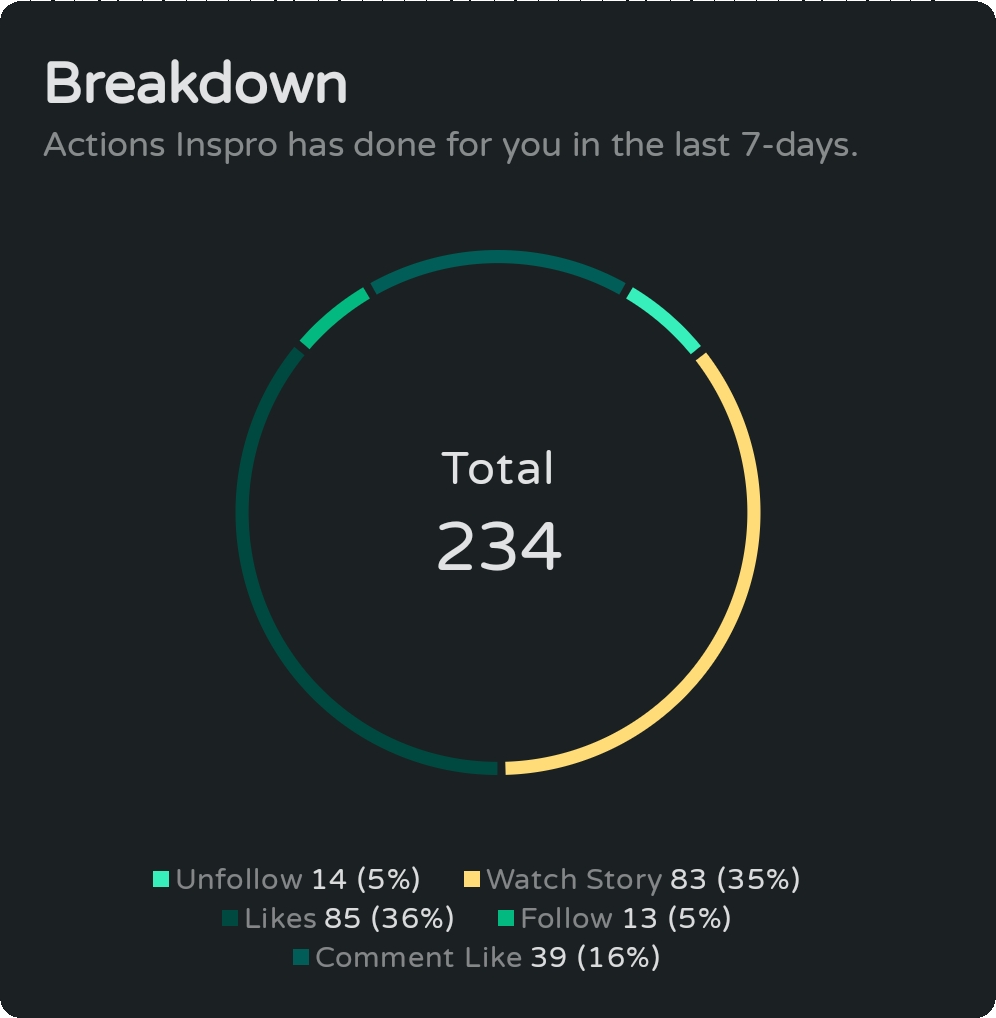 Breakdown
Actions Inspro has done for you in the last 7-days.
Total
234
Unfollow 14 (5%) Watch Story 83 (35%)
Likes 85 (36%) Follow 13 (5%)
Comment Like 39 (16%)